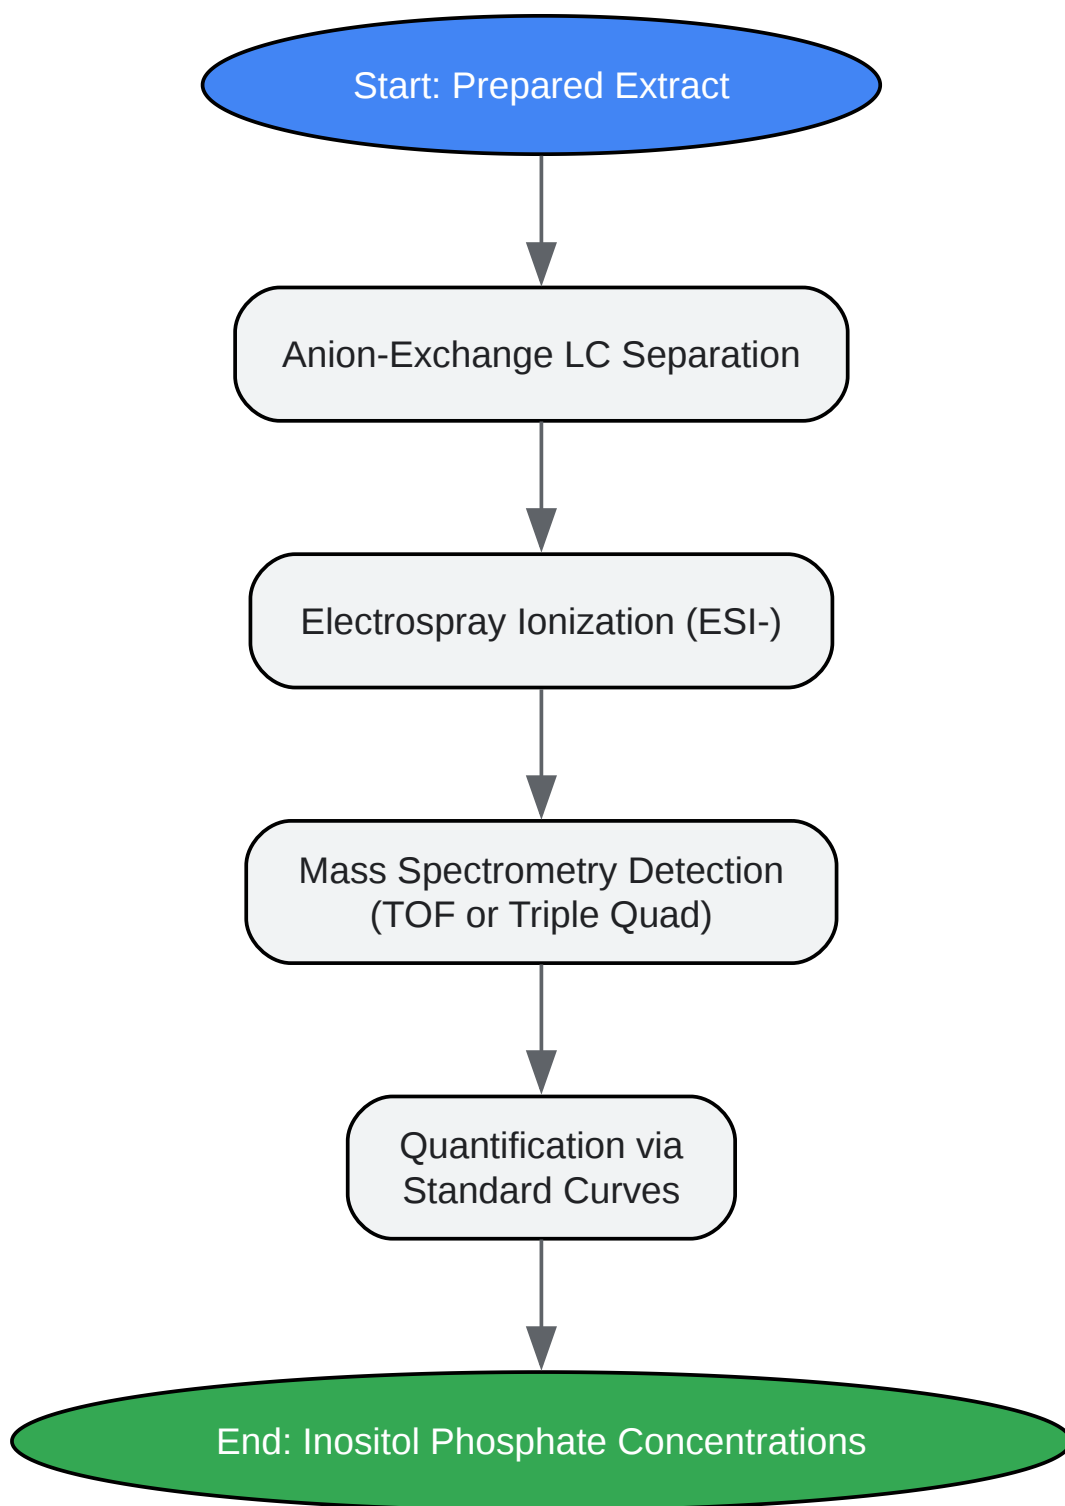 Start: Prepared Extract
Anion-Exchange LC Separation
Electrospray Ionization (ESI-)
Mass Spectrometry Detection
(TOF or Triple Quad)
Quantification via
Standard Curves
End: Inositol Phosphate Concentrations